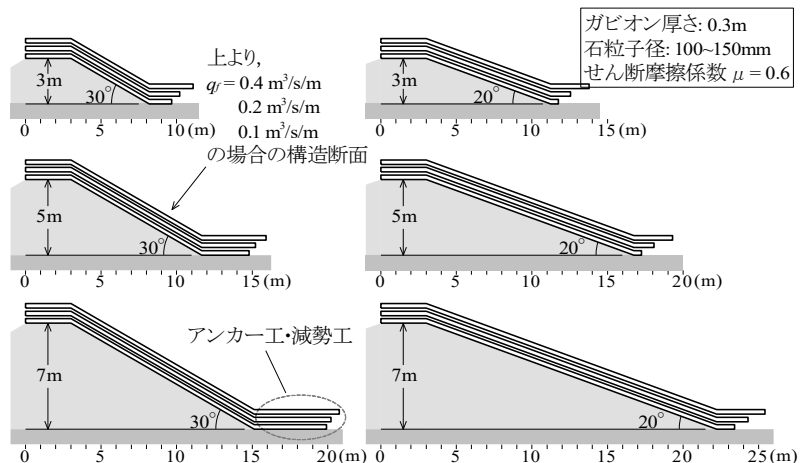 ガビオン厚さ: 0.3m
石粒子径: 100~150mm
せん断摩擦係数 μ = 0.6
上より,
qf = 0.4 m³/s/m
0.2 m³/s/m
0.1 m³/s/m
の場合の構造断面
3m
30°
0 5 10 (m)
3m
20°
0 5 10 15 (m)
5m
30°
0 5 10 15 (m)
5m
20°
0 5 10 15 20 (m)
アンカー工・減勢工
7m
30°
0 5 10 15 20 (m)
7m
20°
0 5 10 15 20 25 (m)